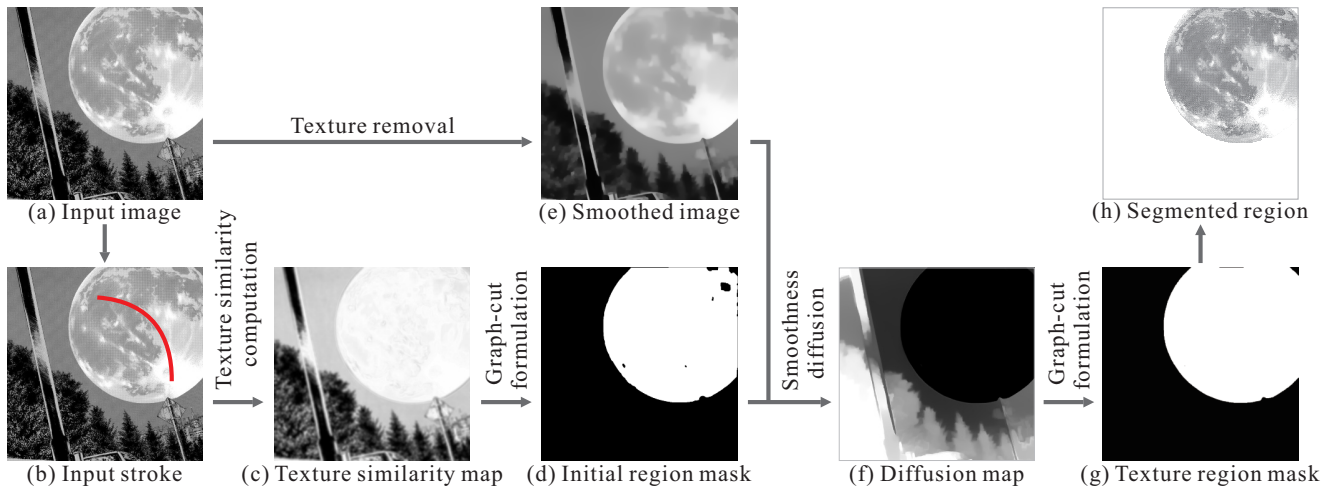 Texture removal
(a) Input image
(e) Smoothed image
(h) Segmented region
Texture similarity
computation
Graph-cut
formulation
Smoothness
diffusion
Graph-cut
formulation
(b) Input stroke
(c) Texture similarity map
(d) Initial region mask
(f) Diffusion map
(g) Texture region mask